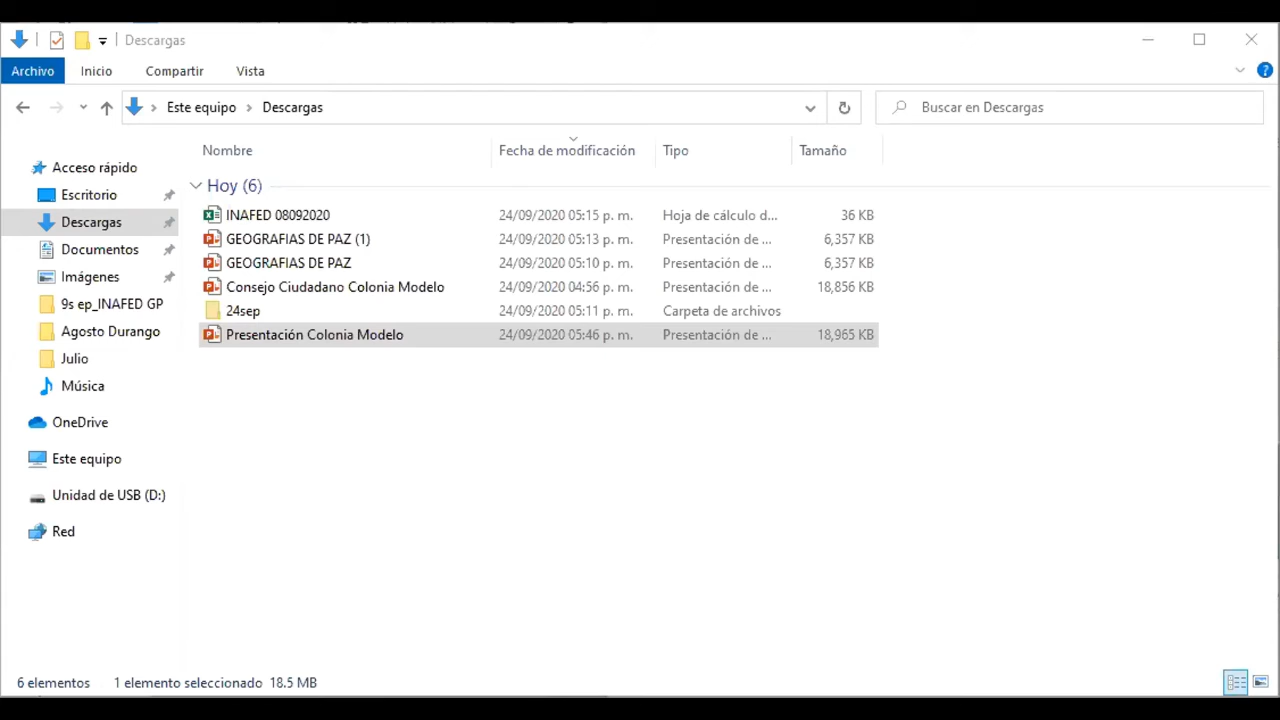 Descargas
Archivo Inicio Compartir Vista
Este equipo Descargas Buscar en Descargas
Nombre Fecha de modificación Tipo Tamaño
Acceso rápido
Escritorio
Descargas
Documentos
Imágenes
9s ep_INAFED GP
Agosto Durango
Julio
Música
OneDrive
Este equipo
Unidad de USB (D:)
Red
Hoy (6)
INAFED 08092020 24/09/2020 05:15 p. m. Hoja de cálculo d... 36 KB
GEOGRAFIAS DE PAZ (1) 24/09/2020 05:13 p. m. Presentación de ... 6,357 KB
GEOGRAFIAS DE PAZ 24/09/2020 05:10 p. m. Presentación de ... 6,357 KB
Consejo Ciudadano Colonia Modelo 24/09/2020 04:56 p. m. Presentación de ... 18,856 KB
24sep 24/09/2020 05:11 p. m. Carpeta de archivos
Presentación Colonia Modelo 24/09/2020 05:46 p. m. Presentación de ... 18,965 KB
6 elementos 1 elemento seleccionado 18.5 MB